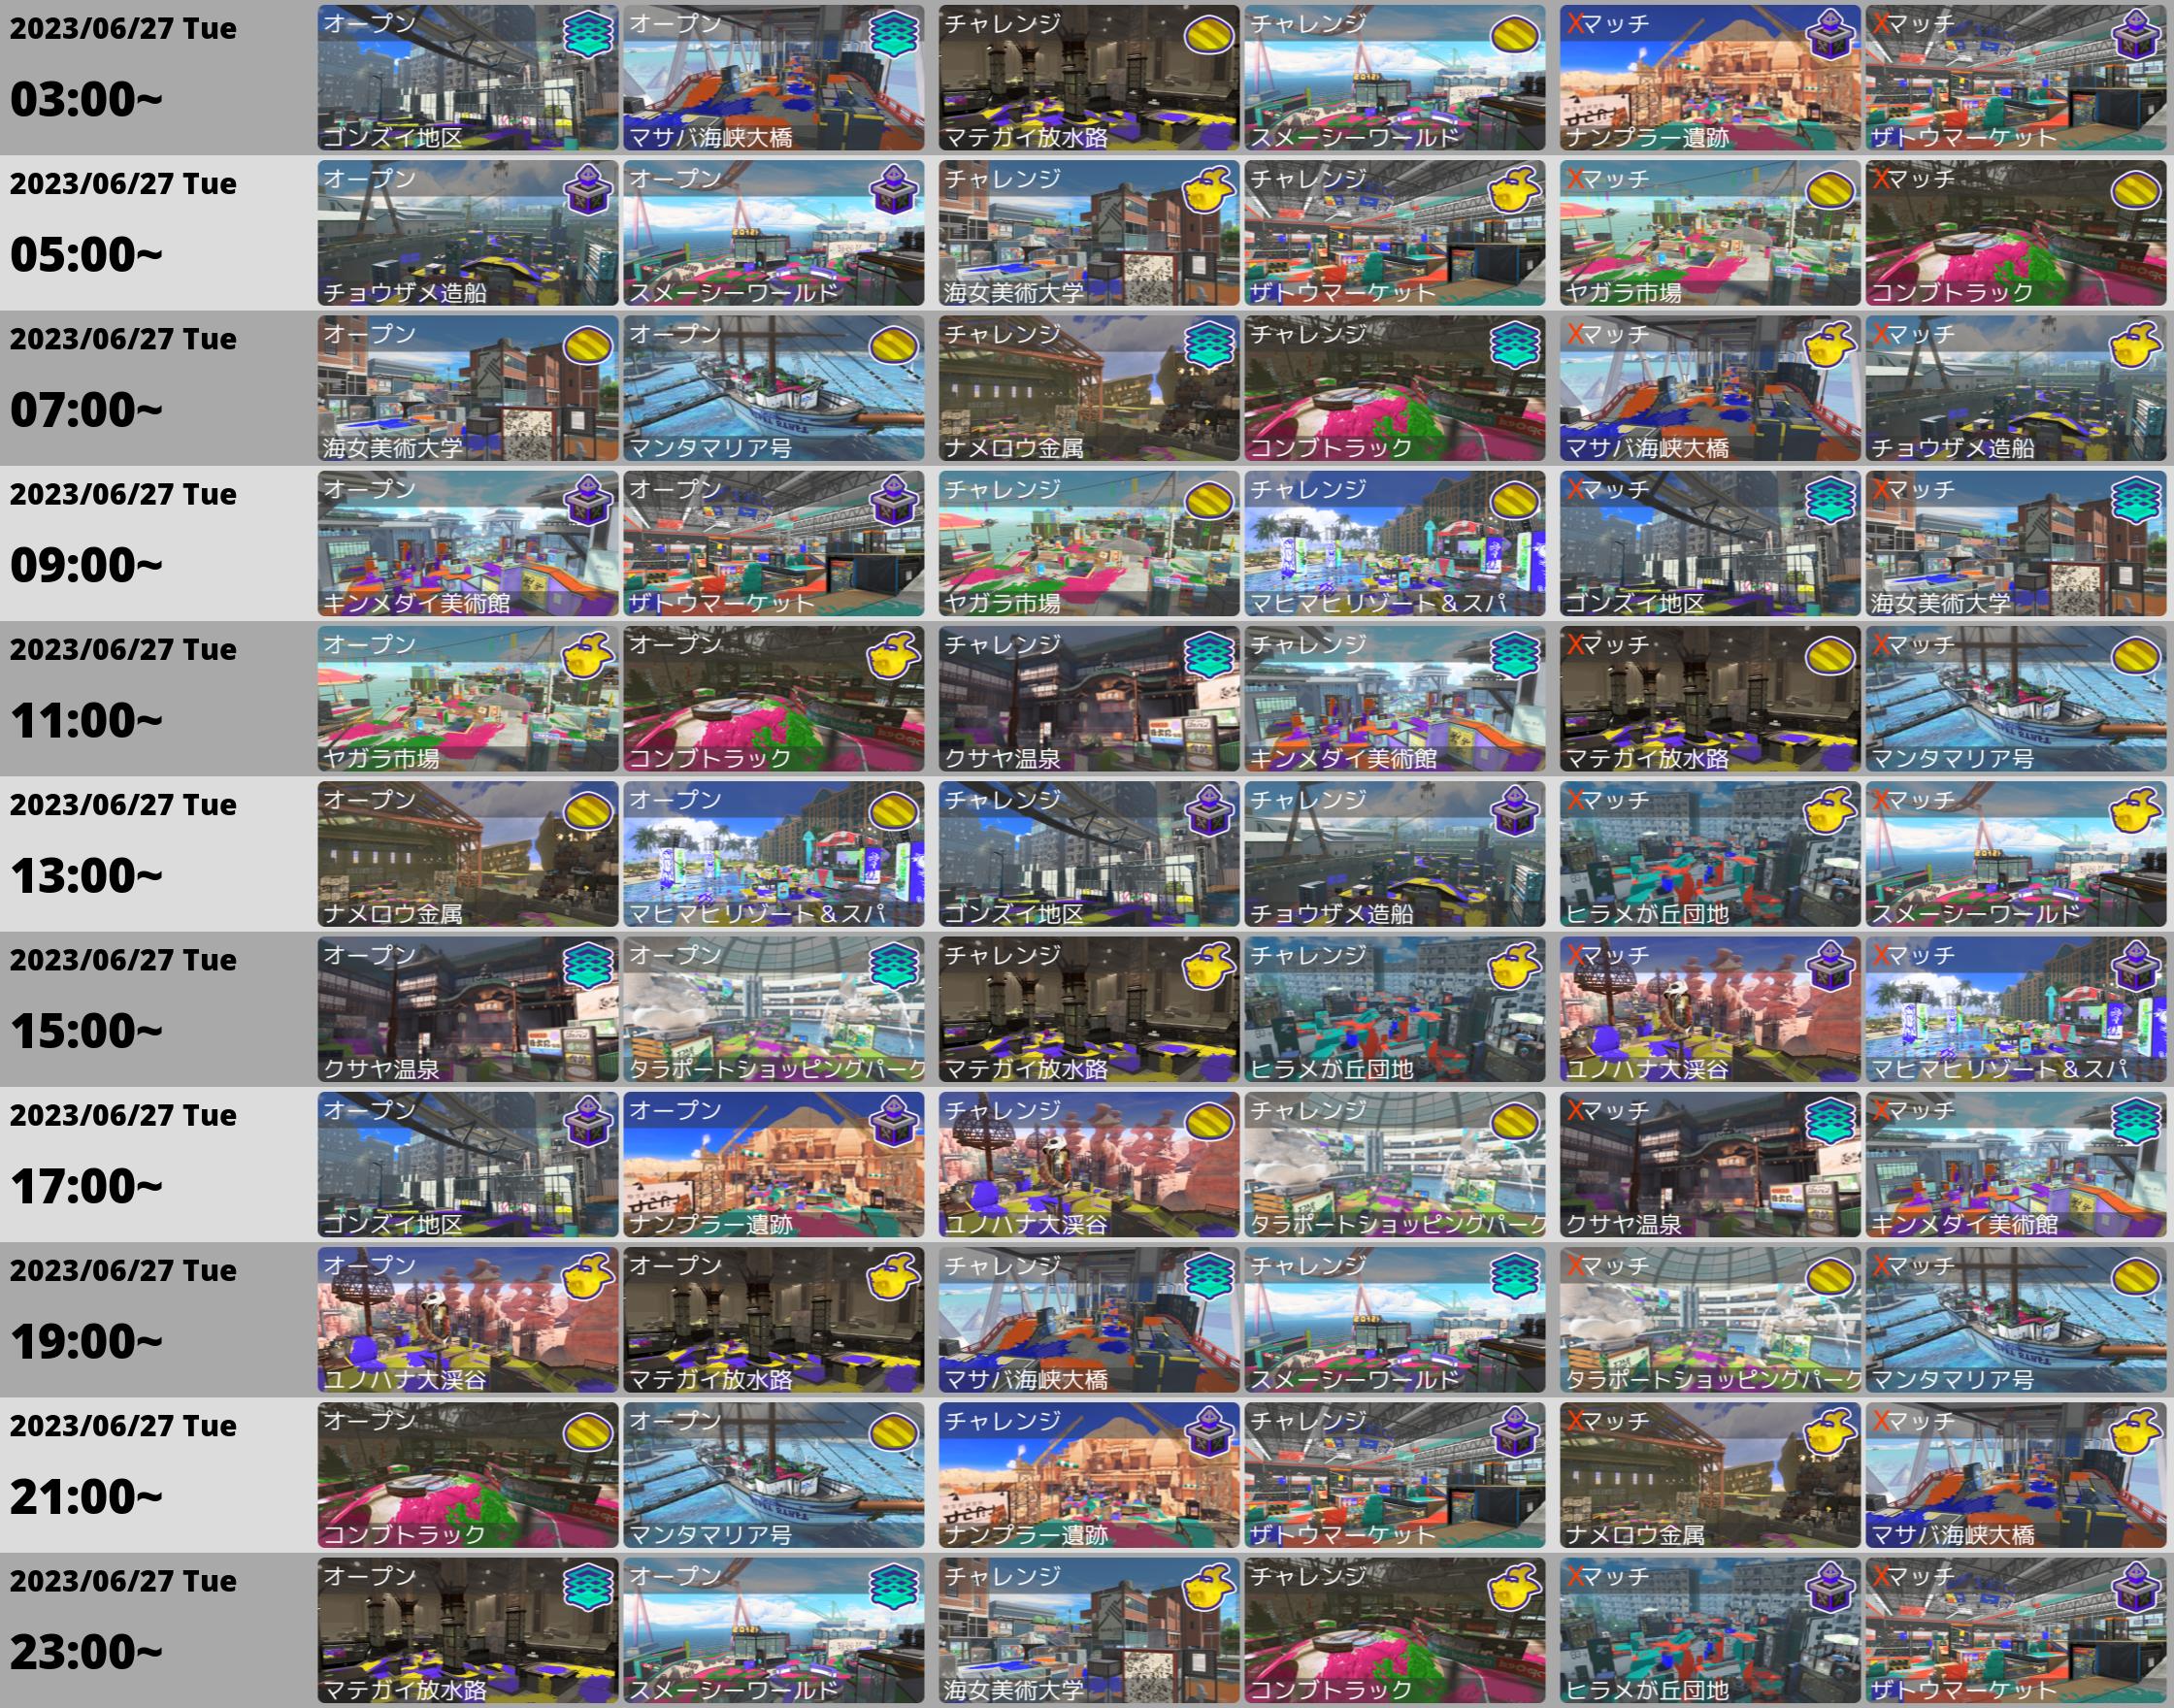 2023/06/27 Tue
03:00~
オープン オープン チャレンジ チャレンジ Xマッチ Xマッチ
ゴンズイ地区 マサバ海峡大橋 マテガイ放水路 スメーシーワールド ナンプラー遺跡 ザトウマーケット
2023/06/27 Tue
05:00~
オープン オープン チャレンジ チャレンジ Xマッチ Xマッチ
チョウザメ造船 スメーシーワールド 海女美術大学 ザトウマーケット ヤガラ市場 コンブトラック
2023/06/27 Tue
07:00~
オープン オープン チャレンジ チャレンジ Xマッチ Xマッチ
海女美術大学 マンタマリア号 ナメロウ金属 コンブトラック マサバ海峡大橋 チョウザメ造船
2023/06/27 Tue
09:00~
オープン オープン チャレンジ チャレンジ Xマッチ Xマッチ
キンメダイ美術館 ザトウマーケット ヤガラ市場 マヒマヒリゾート＆スパ ゴンズイ地区 海女美術大学
2023/06/27 Tue
11:00~
オープン オープン チャレンジ チャレンジ Xマッチ Xマッチ
ヤガラ市場 コンブトラック クサヤ温泉 キンメダイ美術館 マテガイ放水路 マンタマリア号
2023/06/27 Tue
13:00~
オープン オープン チャレンジ チャレンジ Xマッチ Xマッチ
ナメロウ金属 マヒマヒリゾート＆スパ ゴンズイ地区 チョウザメ造船 ヒラメが丘団地 スメーシーワールド
2023/06/27 Tue
15:00~
オープン オープン チャレンジ チャレンジ Xマッチ Xマッチ
クサヤ温泉 タラポートショッピングパーク マテガイ放水路 ヒラメが丘団地 ユノハナ大渓谷 マヒマヒリゾート＆スパ
2023/06/27 Tue
17:00~
オープン オープン チャレンジ チャレンジ Xマッチ Xマッチ
ゴンズイ地区 ナンプラー遺跡 ユノハナ大渓谷 タラポートショッピングパーク クサヤ温泉 キンメダイ美術館
2023/06/27 Tue
19:00~
オープン オープン チャレンジ チャレンジ Xマッチ Xマッチ
ユノハナ大渓谷 マテガイ放水路 マサバ海峡大橋 スメーシーワールド タラポートショッピングパーク マンタマリア号
2023/06/27 Tue
21:00~
オープン オープン チャレンジ チャレンジ Xマッチ Xマッチ
コンブトラック マンタマリア号 ナンプラー遺跡 ザトウマーケット ナメロウ金属 マサバ海峡大橋
2023/06/27 Tue
23:00~
オープン オープン チャレンジ チャレンジ Xマッチ Xマッチ
マテガイ放水路 スメーシーワールド 海女美術大学 コンブトラック ヒラメが丘団地 ザトウマーケット